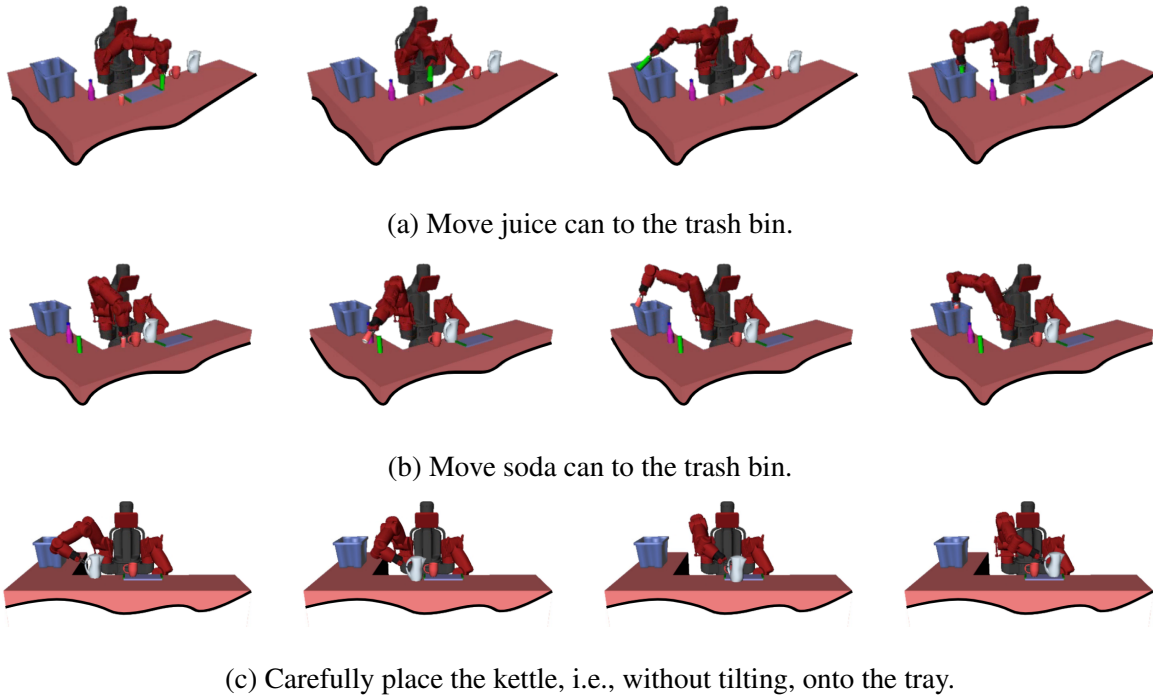 (a) Move juice can to the trash bin.
(b) Move soda can to the trash bin.
(c) Carefully place the kettle, i.e., without tilting, onto the tray.